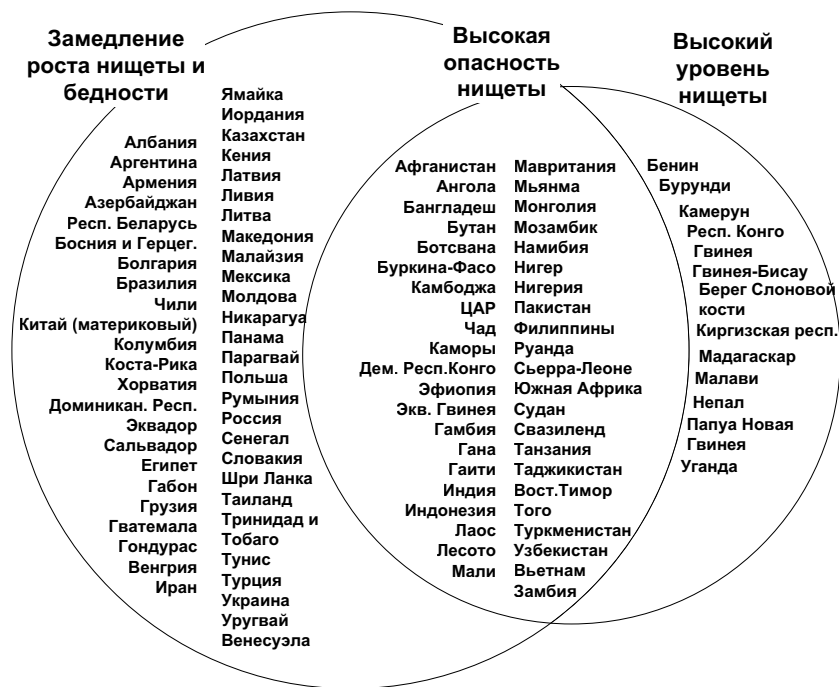 Замедление
роста нищеты и
бедности
Высокая
опасность
нищеты
Высокий
уровень
нищеты
Албания
Аргентина
Армения
Азербайджан
Респ. Беларусь
Босния и Герцег.
Болгария
Бразилия
Чили
Китай (материковый)
Колумбия
Коста-Рика
Хорватия
Доминикан. Респ.
Эквадор
Сальвадор
Египет
Габон
Грузия
Гватемала
Гондурас
Венгрия
Иран
Ямайка
Иордания
Казахстан
Кения
Латвия
Ливия
Литва
Македония
Малайзия
Мексика
Молдова
Никарагуа
Панама
Парагвай
Польша
Румыния
Россия
Сенегал
Словакия
Шри Ланка
Таиланд
Тринидад и
Тобаго
Тунис
Турция
Украина
Уругвай
Венесуэла
Афганистан
Ангола
Бангладеш
Бутан
Ботсвана
Буркина-Фасо
Камбоджа
ЦАР
Чад
Каморы
Дем. Респ.Конго
Эфиопия
Экв. Гвинея
Гамбия
Гана
Гаити
Индия
Индонезия
Лаос
Лесото
Мали
Мавритания
Мьянма
Монголия
Мозамбик
Намибия
Нигер
Нигерия
Пакистан
Филиппины
Руанда
Сьерра-Леоне
Южная Африка
Судан
Свазиленд
Танзания
Таджикистан
Вост.Тимор
Того
Туркменистан
Узбекистан
Вьетнам
Замбия
Бенин
Бурунди
Камерун
Респ. Конго
Гвинея
Гвинея-Бисау
Берег Слоновой
кости
Киргизская респ.
Мадагаскар
Малави
Непал
Папуа Новая
Гвинея
Уганда